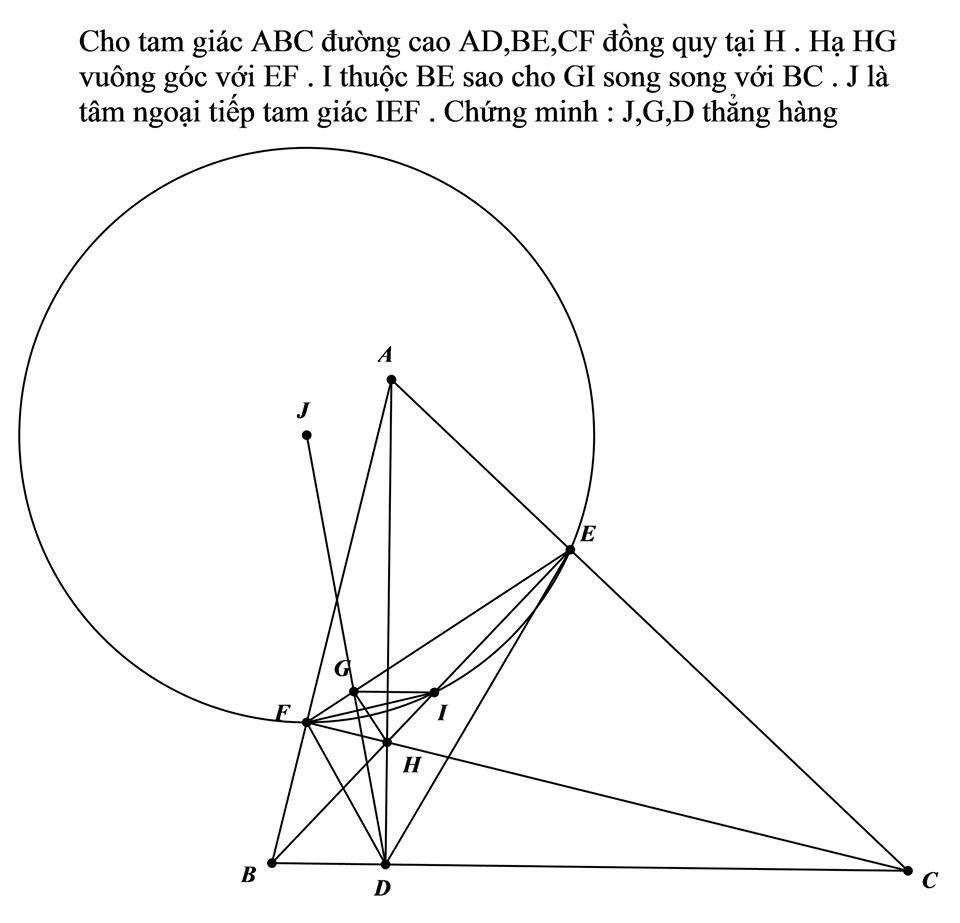 Cho tam giác ABC đường cao AD,BE,CF đồng quy tại H . Hạ HG
vuông góc với EF . I thuộc BE sao cho GI song song với BC . J là
tâm ngoại tiếp tam giác IEF . Chứng minh : J,G,D thẳng hàng
A
J
E
G
F
I
H
B
D
C